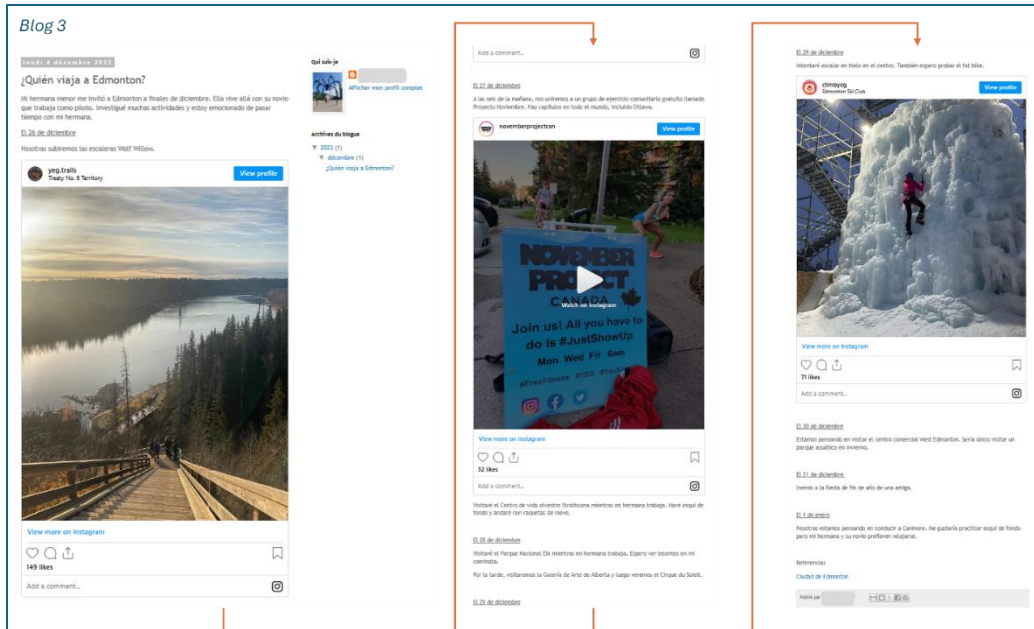 Blog 3
lundi 4 décembre 2023
¿Quién viaja a Edmonton?
Mi hermana menor me invitó a Edmonton a finales de diciembre. Ella vive allá con su novio
que trabaja como piloto. Investigué muchas actividades y estoy emocionado de pasar
tiempo con mi hermana.
El 26 de diciembre
Nosotras subiremos las escaleras Wolf Willow.
yeg.trails
Treaty No. 6 Territory
View profile
View more on Instagram
149 likes
Add a comment...
Qui suis-je
Afficher mon profil complet
Archives du blogue
▼ 2023 (1)
▼ décembre (1)
¿Quién viaja a Edmonton?
Add a comment...
El 27 de diciembre
A las seis de la mañana, nos uniremos a un grupo de ejercicio comunitario gratuito llamado
Proyecto Noviembre. Hay capítulos en todo el mundo, incluido Ottawa.
novemberprojectcan
View profile
NOVEMBER
PROJECT
CANADA
Watch on Instagram
Join us! All you have to
do is #JustShowUp
Mon Wed Fri 6am
#FreeFitness #YEG
View more on Instagram
32 likes
Add a comment...
Visitaré el Centro de vida silvestre Strathcona mientras mi hermana trabaja. Haré esquí de
fondo y andaré con raquetas de nieve.
El 28 de diciembre
Visitaré el Parque Nacional Elk mientras mi hermana trabaja. Espero ver bisontes en mi
caminata.
Por la tarde, visitaremos la Galería de Arte de Alberta y luego veremos el Cirque du Soleil.
El 29 de diciembre
El 29 de diciembre
Intentaré escalar en hielo en el centro. También espero probar el fat bike.
climbyeg
Edmonton Ski Club
View profile
View more on Instagram
71 likes
Add a comment...
El 30 de diciembre
Estamos pensando en visitar el centro comercial West Edmonton. Sería único visitar un
parque acuático en invierno.
El 31 de diciembre
Iremos a la fiesta de fin de año de una amiga.
El 1 de enero
Nosotras estamos pensando en conducir a Canmore. Me gustaría practicar esquí de fondo
pero mi hermana y su novio prefieren relajarse.
Referencias
Ciudad de Edmonton
Publié par